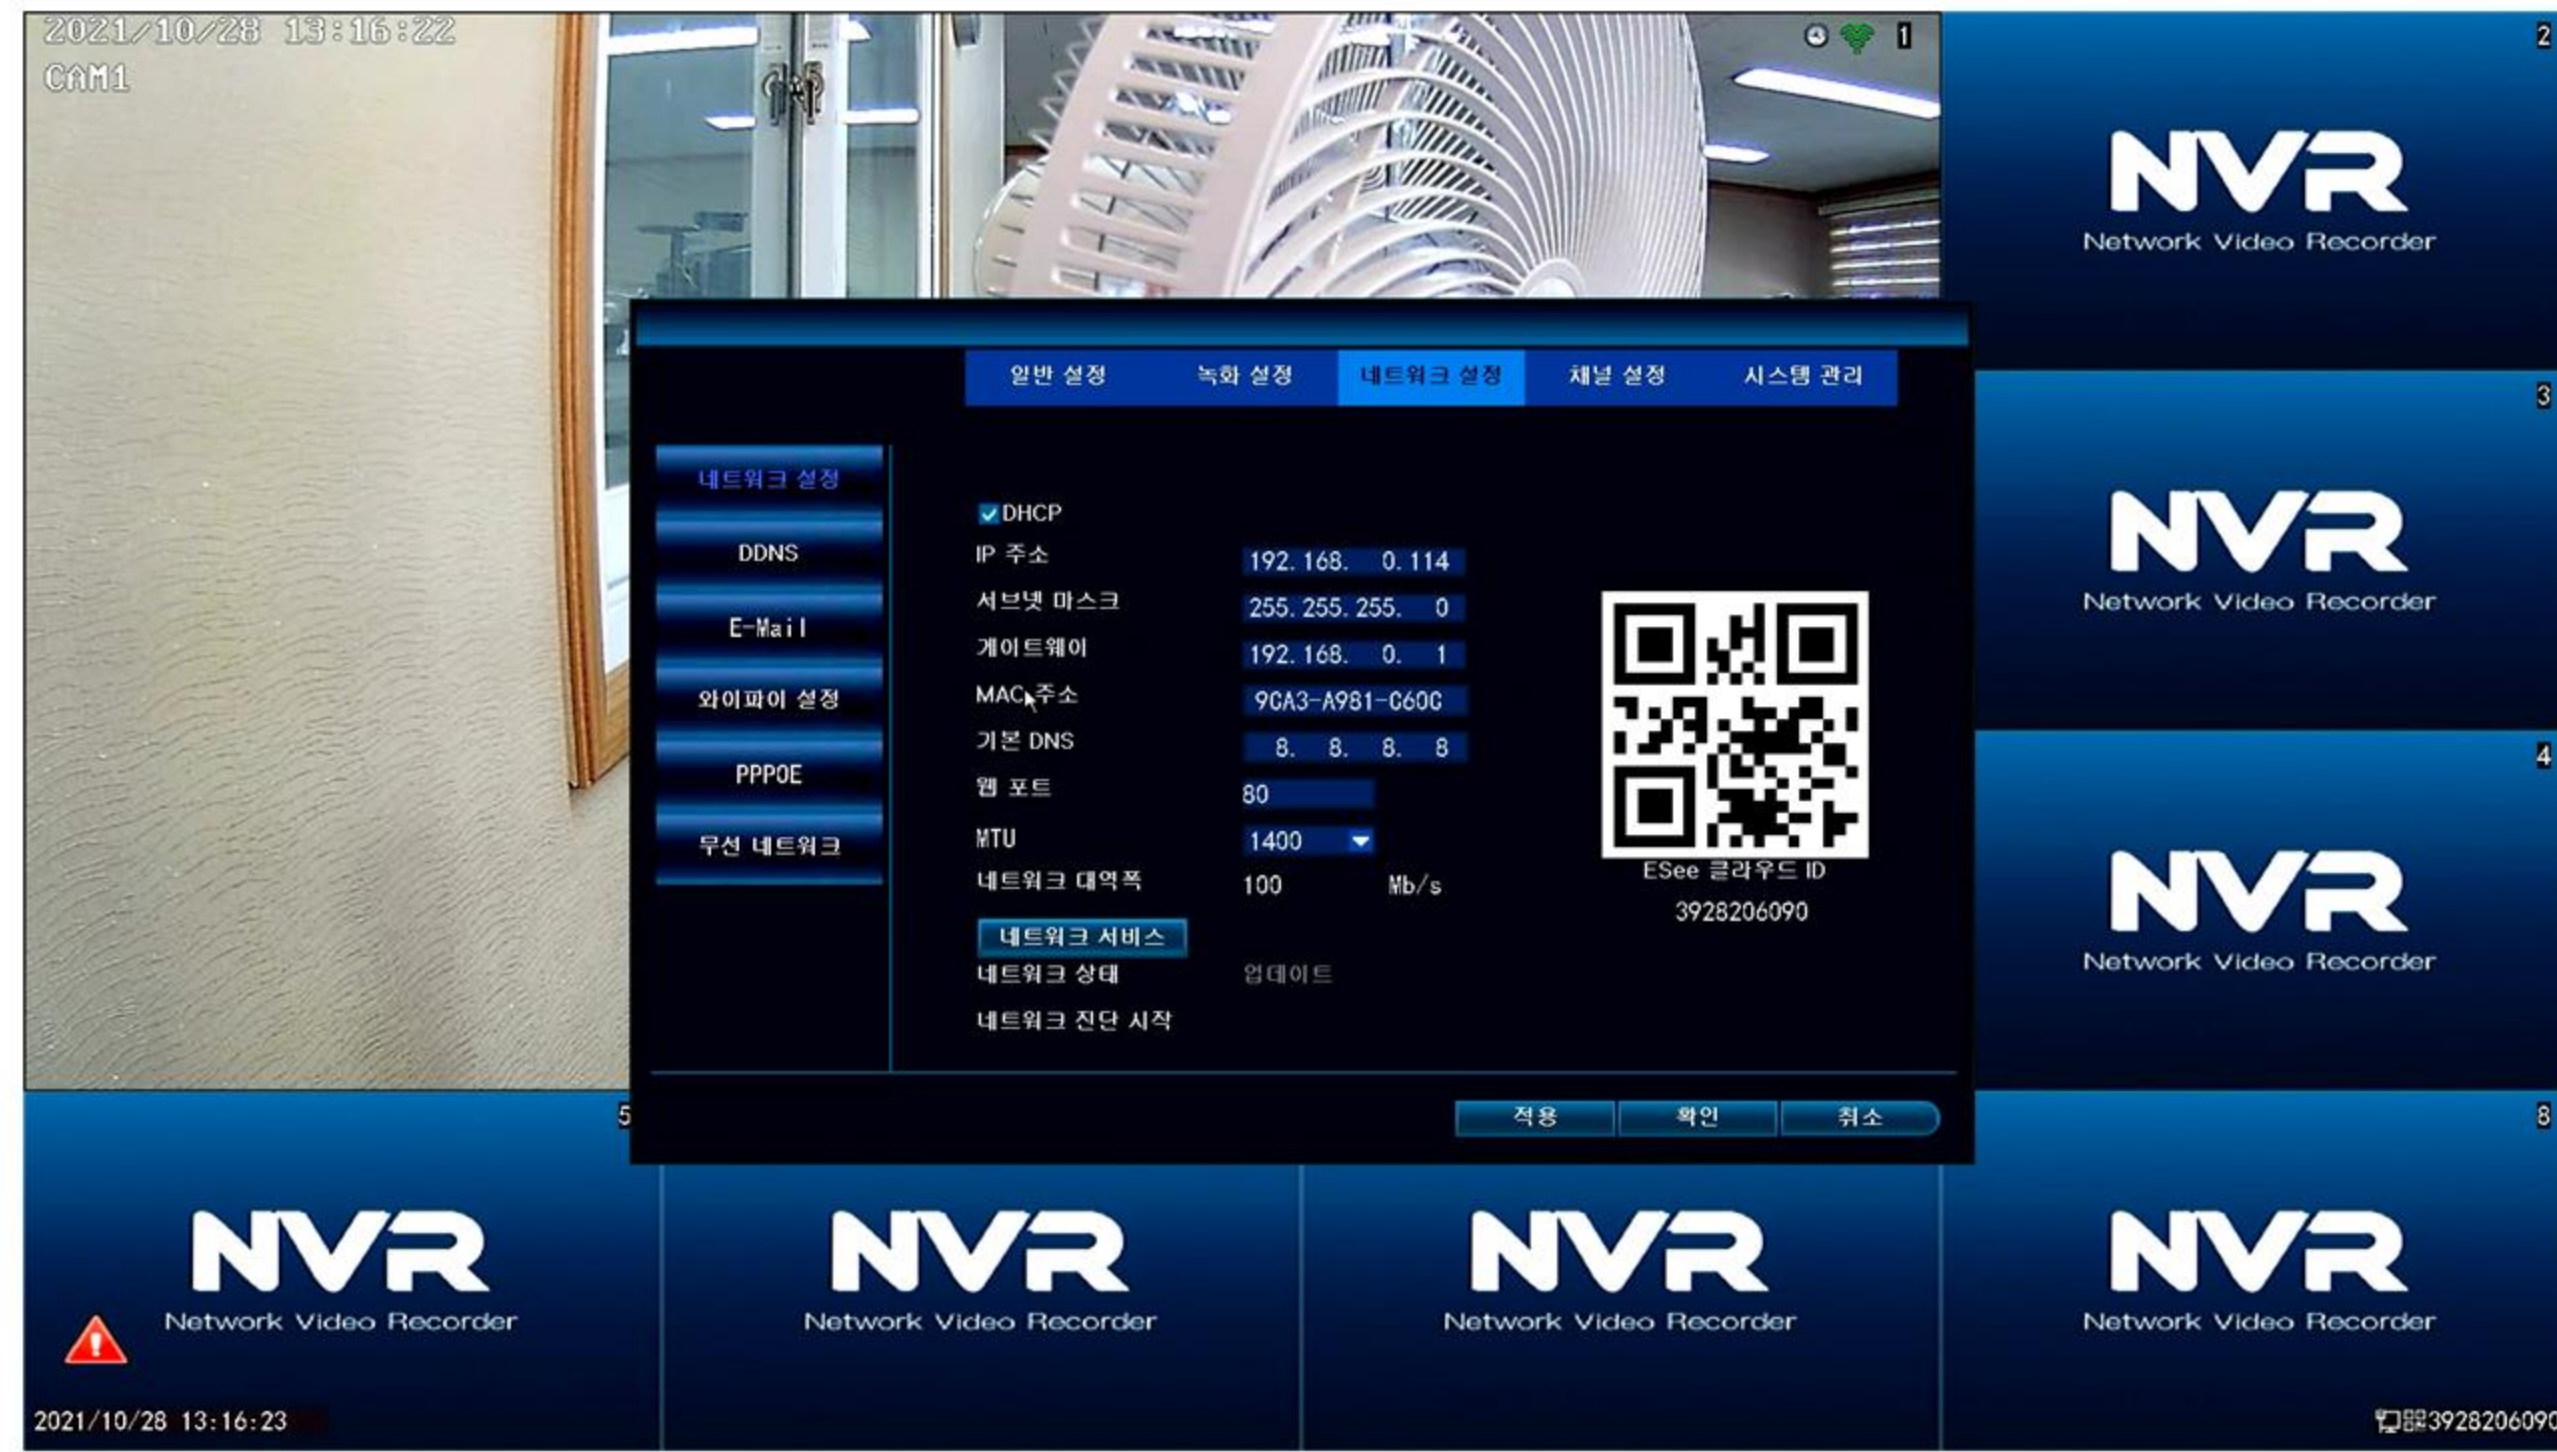 2021/10/28 13:16:22
CAM1
1
2
NVR
Network Video Recorder
3
NVR
Network Video Recorder
4
NVR
Network Video Recorder
일반 설정 녹화 설정 네트워크 설정 채널 설정 시스템 관리
네트워크 설정
DDNS
E-Mail
와이파이 설정
PPPOE
무선 네트워크
DHCP
IP 주소 192.168. 0.114
서브넷 마스크 255.255.255. 0
게이트웨이 192.168. 0. 1
MAC 주소 9CA3-A981-C60C
기본 DNS 8. 8. 8. 8
웹 포트 80
MTU 1400
네트워크 대역폭 100 Mb/s
네트워크 서비스
네트워크 상태 업데이트
네트워크 진단 시작
ESee 클라우드 ID
3928206090
적용 확인 취소
5
NVR
Network Video Recorder
NVR
Network Video Recorder
NVR
Network Video Recorder
8
NVR
Network Video Recorder
2021/10/28 13:16:23
3928206090